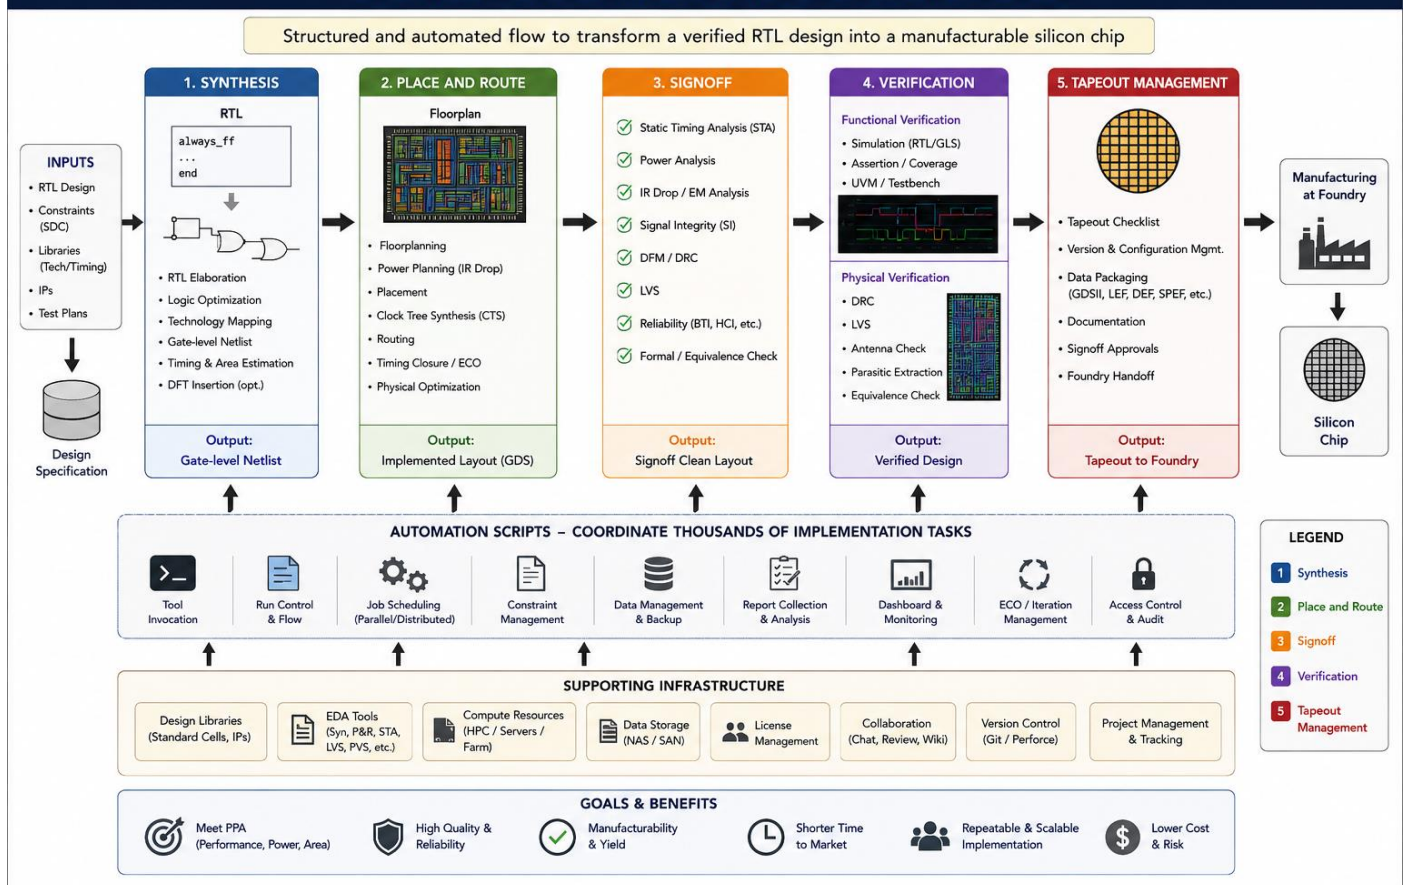 Structured and automated flow to transform a verified RTL design into a manufacturable silicon chip
INPUTS
• RTL Design
• Constraints
(SDC)
• Libraries
(Tech/Timing)
• IPs
• Test Plans
Design
Specification
1. SYNTHESIS
RTL
always_ff
...
end
• RTL Elaboration
• Logic Optimization
• Technology Mapping
• Gate-level Netlist
• Timing & Area Estimation
• DFT Insertion (opt.)
Output:
Gate-level Netlist
2. PLACE AND ROUTE
Floorplan
• Floorplanning
• Power Planning (IR Drop)
• Placement
• Clock Tree Synthesis (CTS)
• Routing
• Timing Closure / ECO
• Physical Optimization
Output:
Implemented Layout (GDS)
3. SIGNOFF
Static Timing Analysis (STA)
Power Analysis
IR Drop / EM Analysis
Signal Integrity (SI)
DFM / DRC
LVS
Reliability (BTI, HCI, etc.)
Formal / Equivalence Check
Output:
Signoff Clean Layout
4. VERIFICATION
Functional Verification
• Simulation (RTL/GLS)
• Assertion / Coverage
• UVM / Testbench
Physical Verification
• DRC
• LVS
• Antenna Check
• Parasitic Extraction
• Equivalence Check
Output:
Verified Design
5. TAPEOUT MANAGEMENT
• Tapeout Checklist
• Version & Configuration Mgmt.
• Data Packaging
(GDSII, LEF, DEF, SPEF, etc.)
• Documentation
• Signoff Approvals
• Foundry Handoff
Output:
Tapeout to Foundry
Manufacturing
at Foundry
Silicon
Chip
AUTOMATION SCRIPTS – COORDINATE THOUSANDS OF IMPLEMENTATION TASKS
Tool
Invocation
Run Control
& Flow
Job Scheduling
(Parallel/Distributed)
Constraint
Management
Data Management
& Backup
Report Collection
& Analysis
Dashboard &
Monitoring
ECO / Iteration
Management
Access Control
& Audit
SUPPORTING INFRASTRUCTURE
Design Libraries
(Standard Cells, IPs)
EDA Tools
(Syn, P&R, STA,
LVS, PVS, etc.)
Compute Resources
(HPC / Servers /
Farm)
Data Storage
(NAS / SAN)
License
Management
Collaboration
(Chat, Review, Wiki)
Version Control
(Git / Perforce)
Project Management
& Tracking
GOALS & BENEFITS
Meet PPA
(Performance, Power, Area)
High Quality &
Reliability
Manufacturability
& Yield
Shorter Time
to Market
Repeatable & Scalable
Implementation
$
Lower Cost
& Risk
LEGEND
1 Synthesis
2 Place and Route
3 Signoff
4 Verification
5 Tapeout
Management